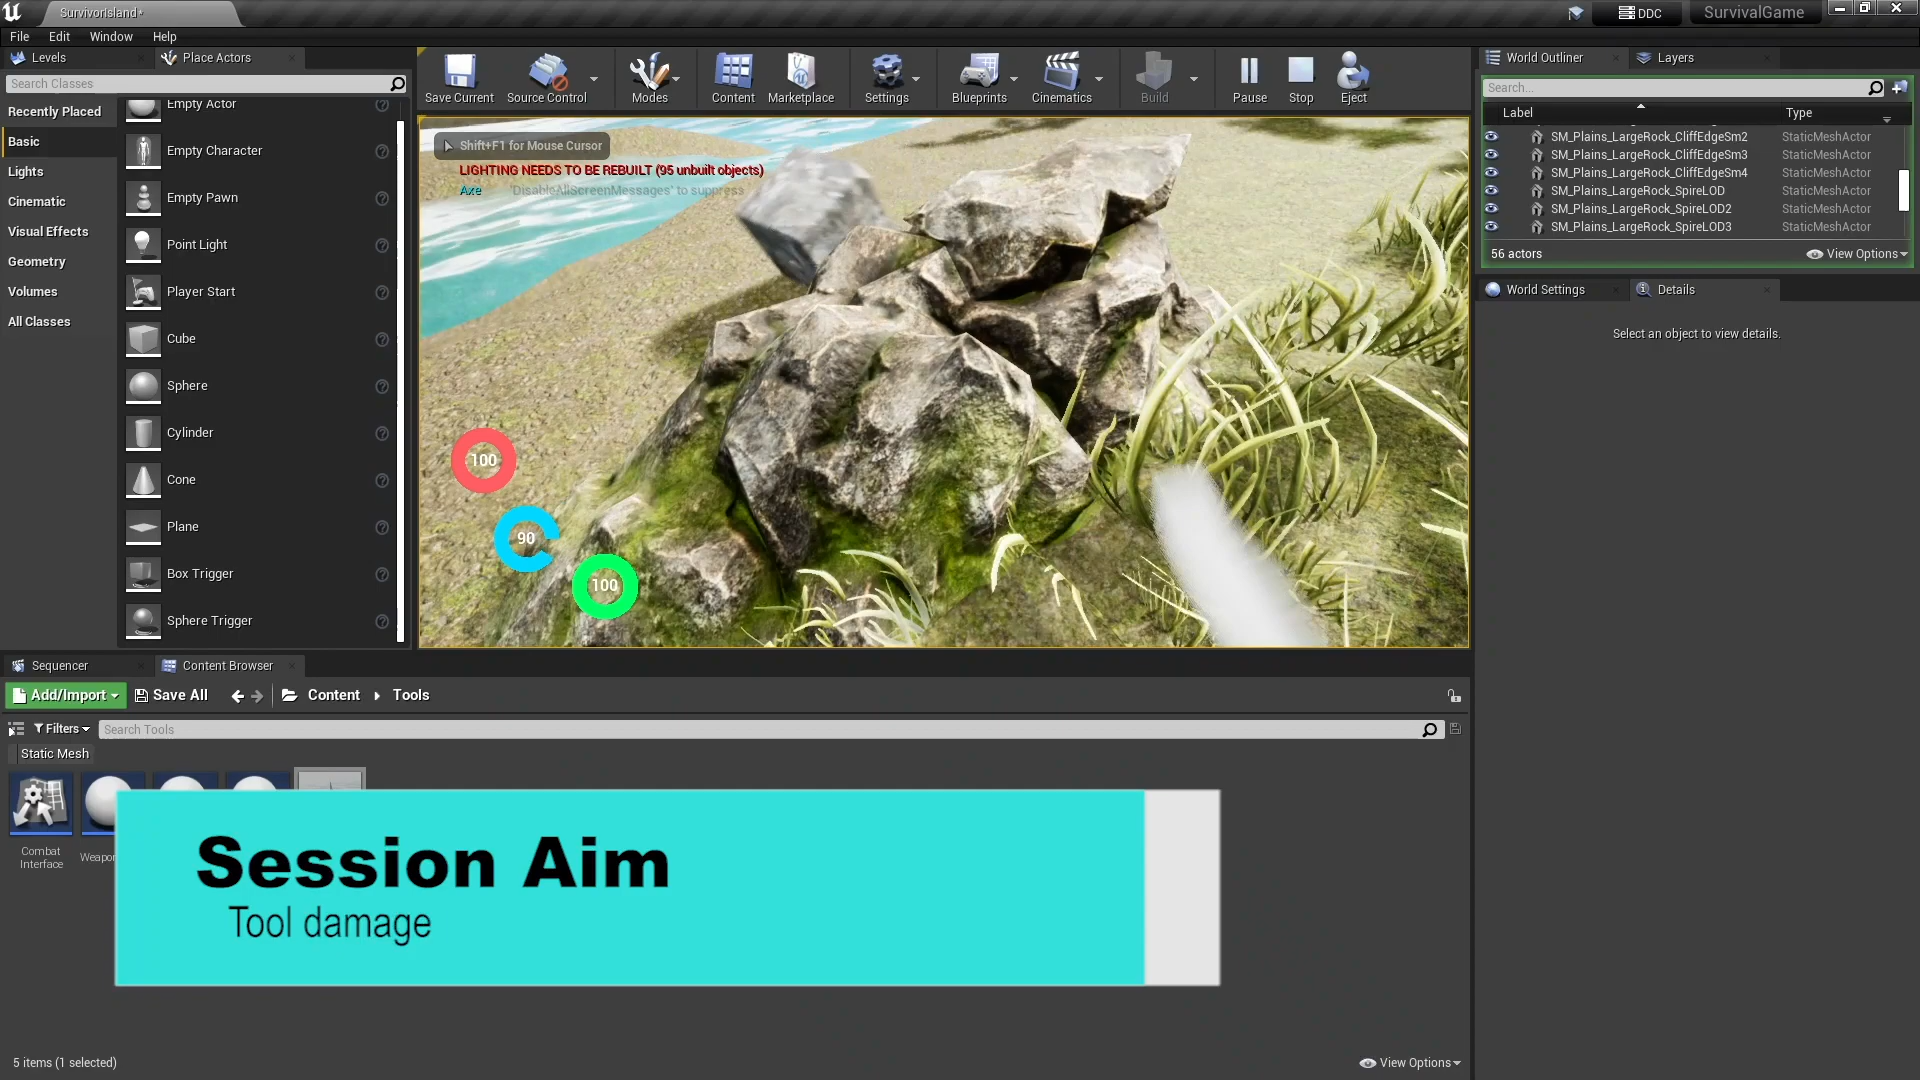 SurvivorIsland*
DDC
SurvivalGame
File Edit Window Help
Levels
Place Actors
Search Classes
Recently Placed
Basic
Lights
Cinematic
Visual Effects
Geometry
Volumes
All Classes
Empty Actor
Empty Character
Empty Pawn
Point Light
Player Start
Cube
Sphere
Cylinder
Cone
Plane
Box Trigger
Sphere Trigger
Save Current
Source Control
Modes
Content
Marketplace
Settings
Blueprints
Cinematics
Build
Pause
Stop
Eject
Shift+F1 for Mouse Cursor
LIGHTING NEEDS TO BE REBUILT (95 unbuilt objects)
Axe
'DisableAllScreenMessages' to suppress
100
90
100
World Outliner
Layers
Search...
Label Type
SM_Plains_LargeRock_CliffEdgeSm2 StaticMeshActor
SM_Plains_LargeRock_CliffEdgeSm3 StaticMeshActor
SM_Plains_LargeRock_CliffEdgeSm4 StaticMeshActor
SM_Plains_LargeRock_SpireLOD StaticMeshActor
SM_Plains_LargeRock_SpireLOD2 StaticMeshActor
SM_Plains_LargeRock_SpireLOD3 StaticMeshActor
56 actors
View Options
World Settings
Details
Select an object to view details.
Sequencer
Content Browser
Add/Import
Save All
Content
Tools
Filters
Search Tools
Static Mesh
Combat
Interface
Weapon
Session Aim
Tool damage
5 items (1 selected)
View Options